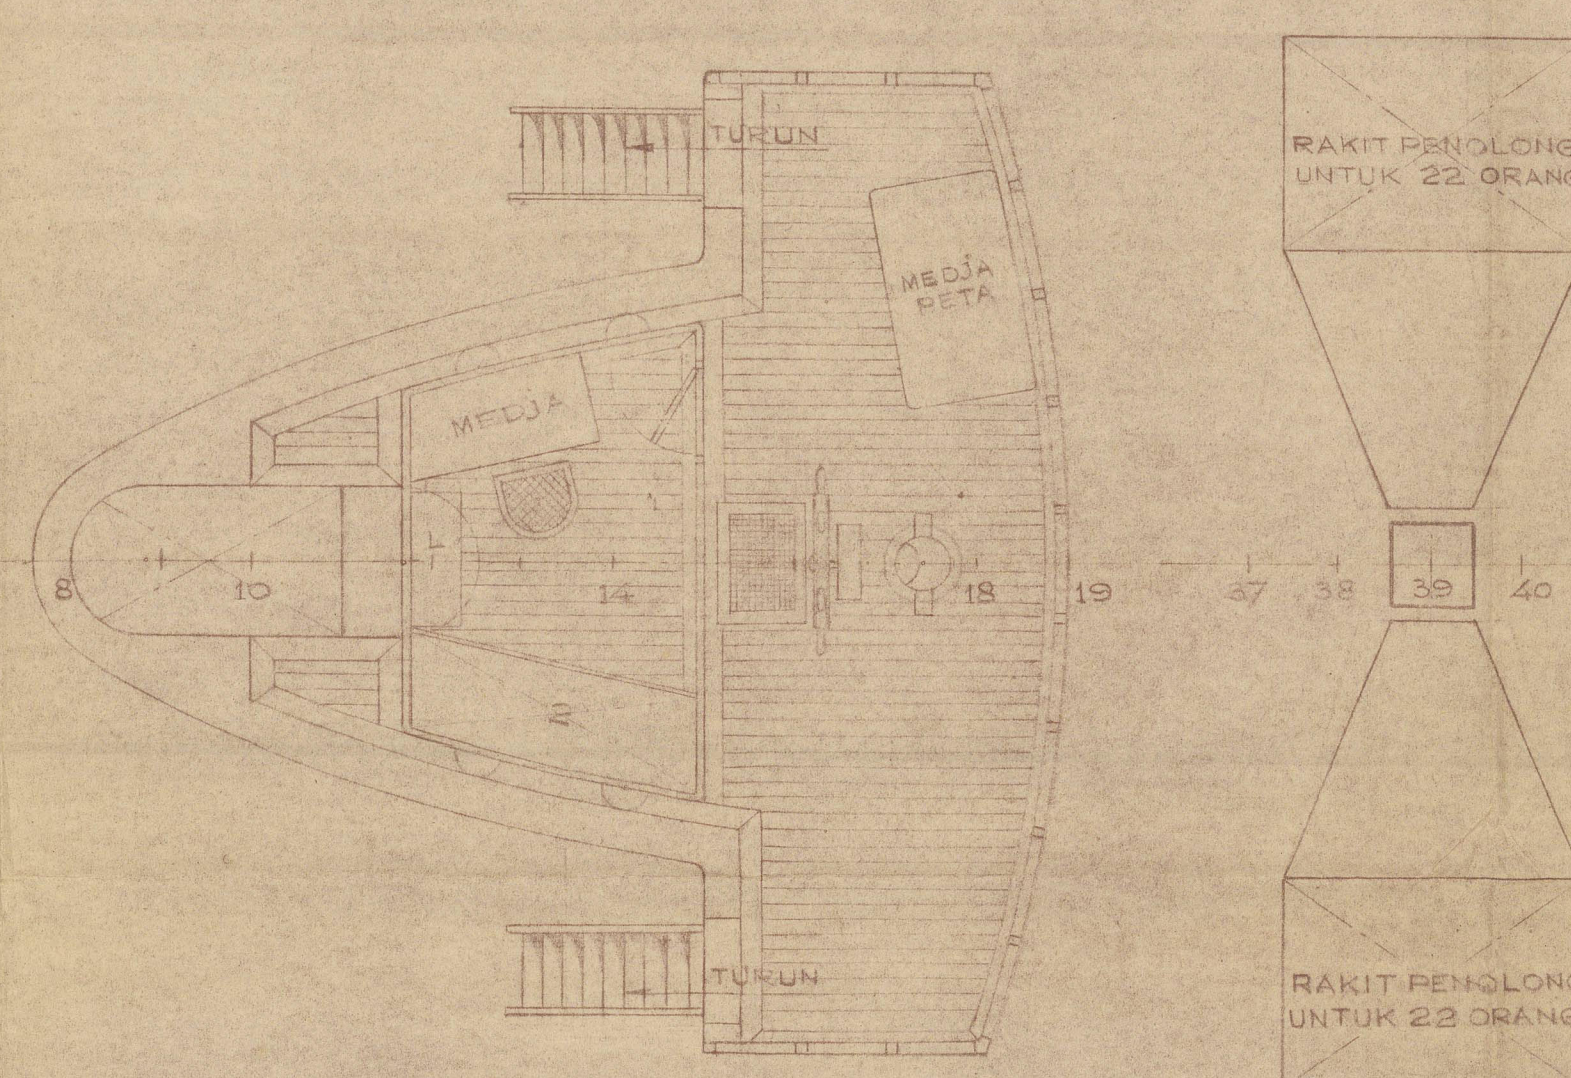 TURUN
RAKIT PENOLONG
UNTUK 22 ORANG
MEDJA
PETA
MEDJA
8
10
14
18
19
37
38
39
40
TURUN
RAKIT PENOLONG
UNTUK 22 ORANG